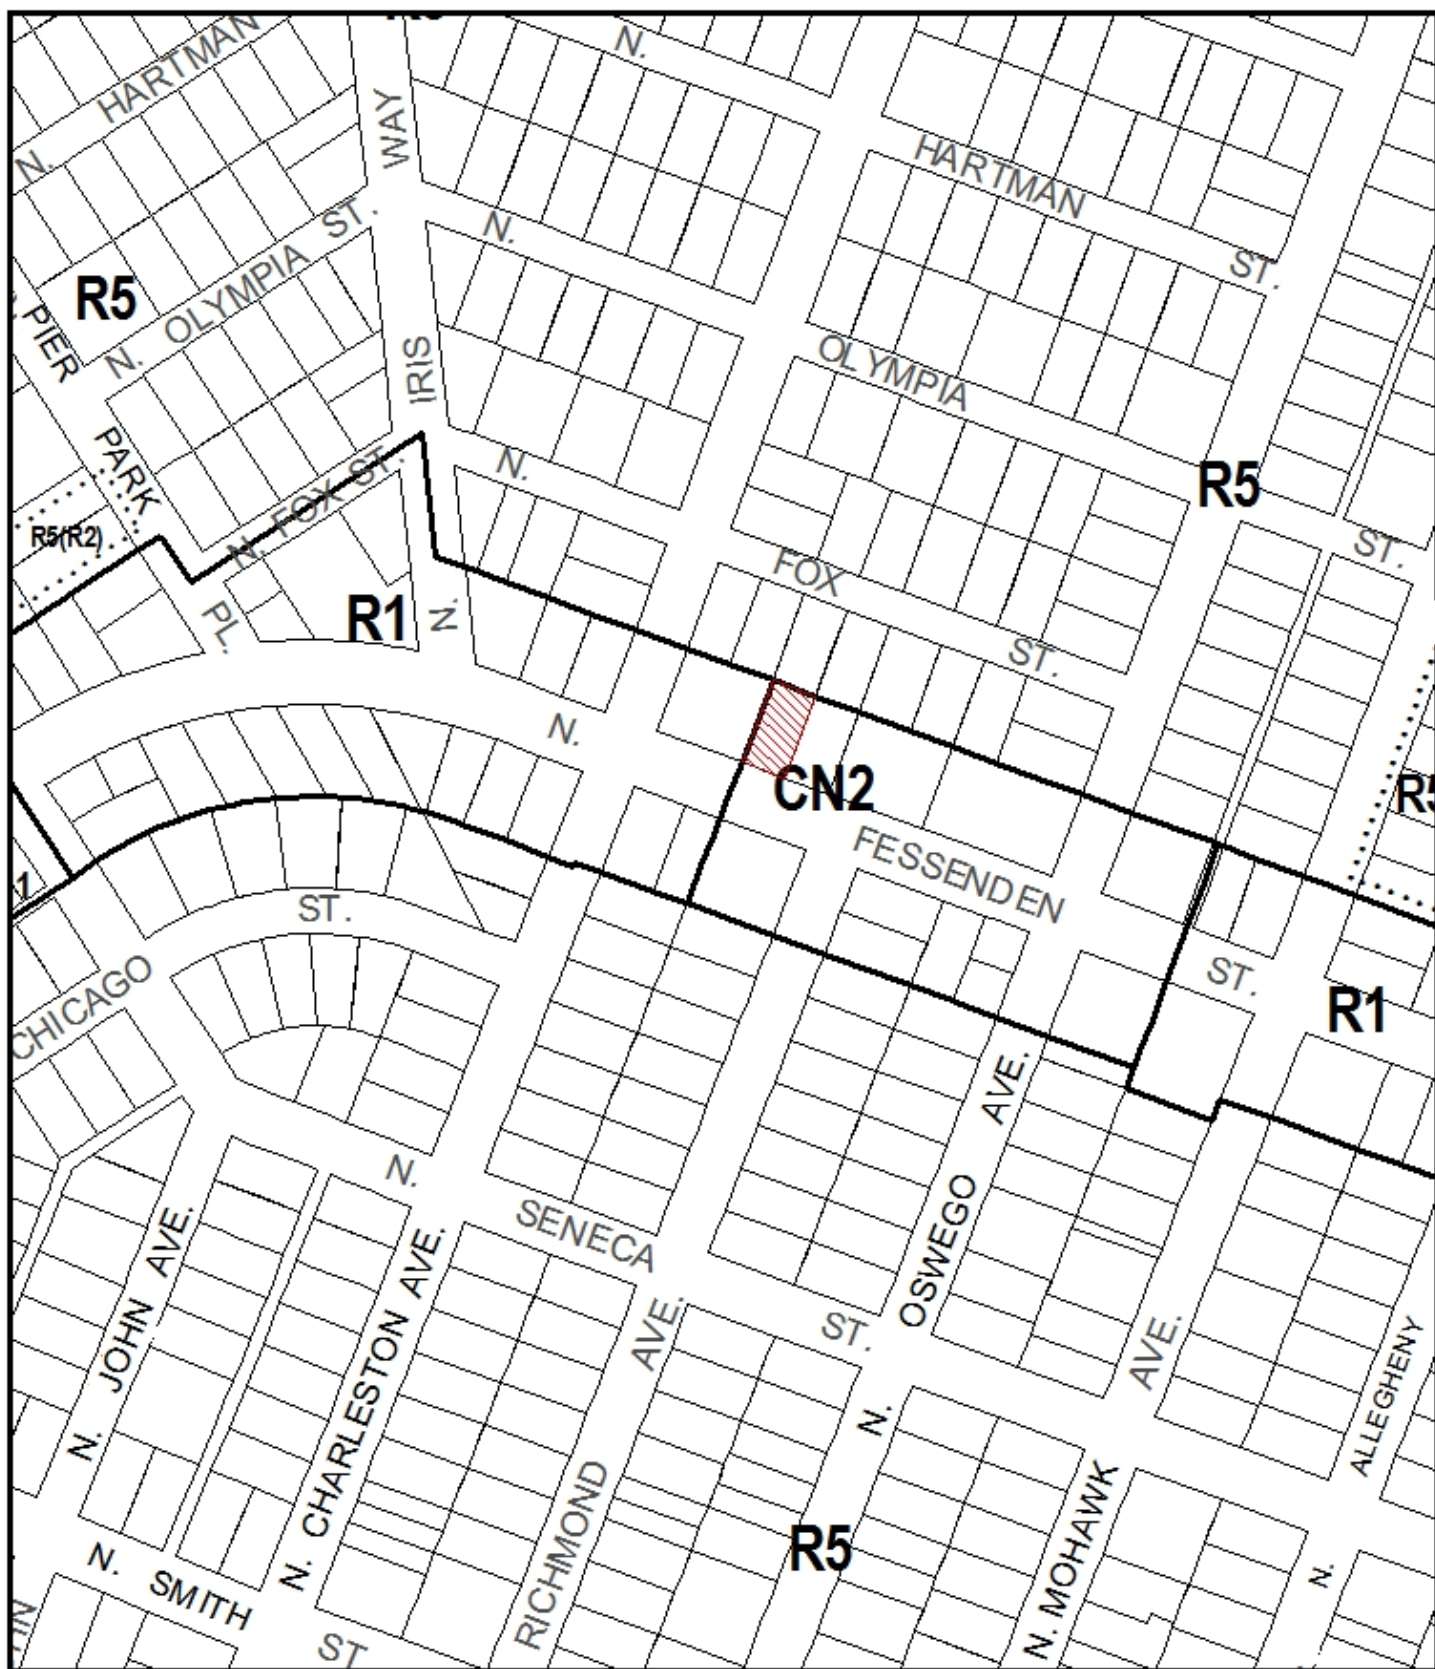 N. HARTMAN
WAY
N.
HARTMAN
ST.
N. OLYMPIA ST.
N.
R5
PIER
PARK
PL.
IRIS
N.
OLYMPIA
ST.
R5
N. FOX ST.
N.
FOX
ST.
R5(R2)
R1
N.
CN2
FESSENDEN
ST.
R1
1
CHICAGO
ST.
N.
SENECA
ST.
N. JOHN AVE.
N. CHARLESTON AVE.
RICHMOND AVE.
N. OSWEGO AVE.
N. MOHAWK AVE.
N. ALLEGHENY
R5
N. SMITH
ST